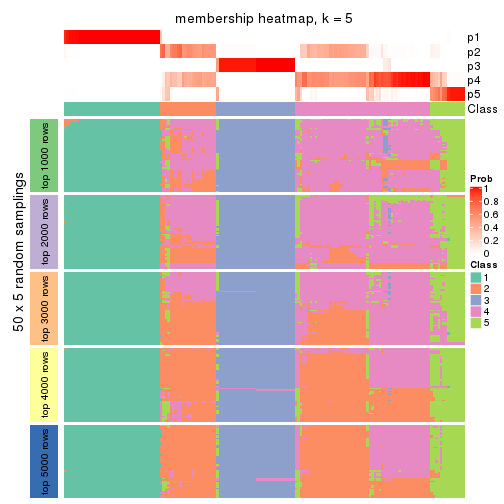 membership heatmap, k = 5
p1
p2
p3
p4
p5
Class
50 x 5 random samplings
top 1000 rows
top 2000 rows
top 3000 rows
top 4000 rows
top 5000 rows
Prob
1
0.8
0.6
0.4
0.2
0
Class
1
2
3
4
5